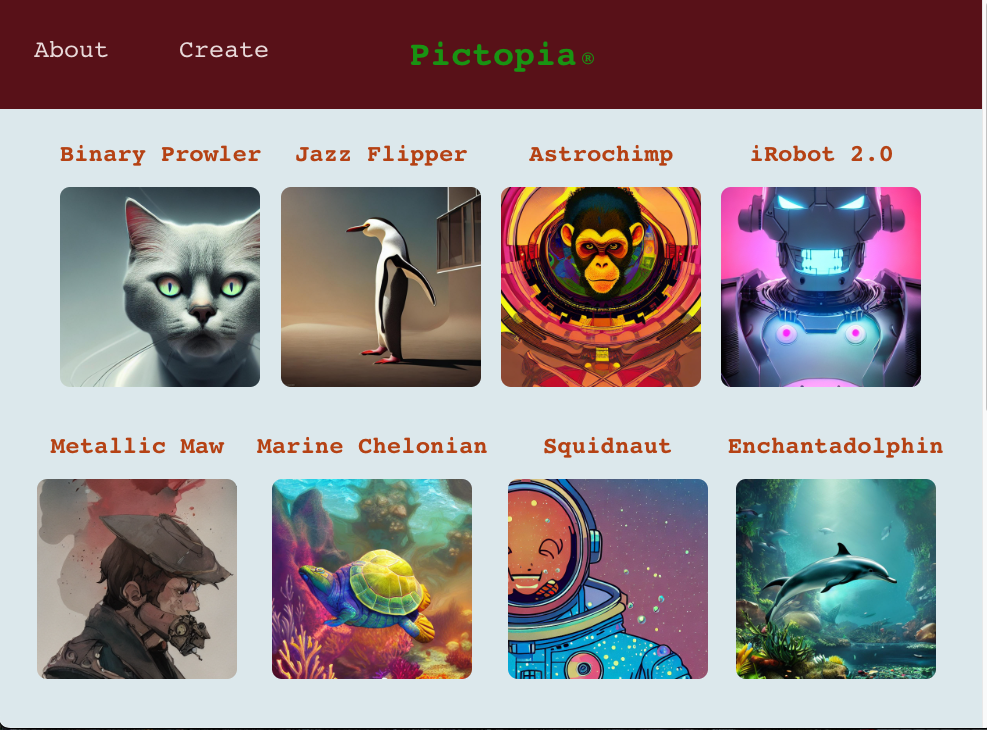 About Create Pictopia®
Binary Prowler Jazz Flipper Astrochimp iRobot 2.0
Metallic Maw Marine Chelonian Squidnaut Enchantadolphin